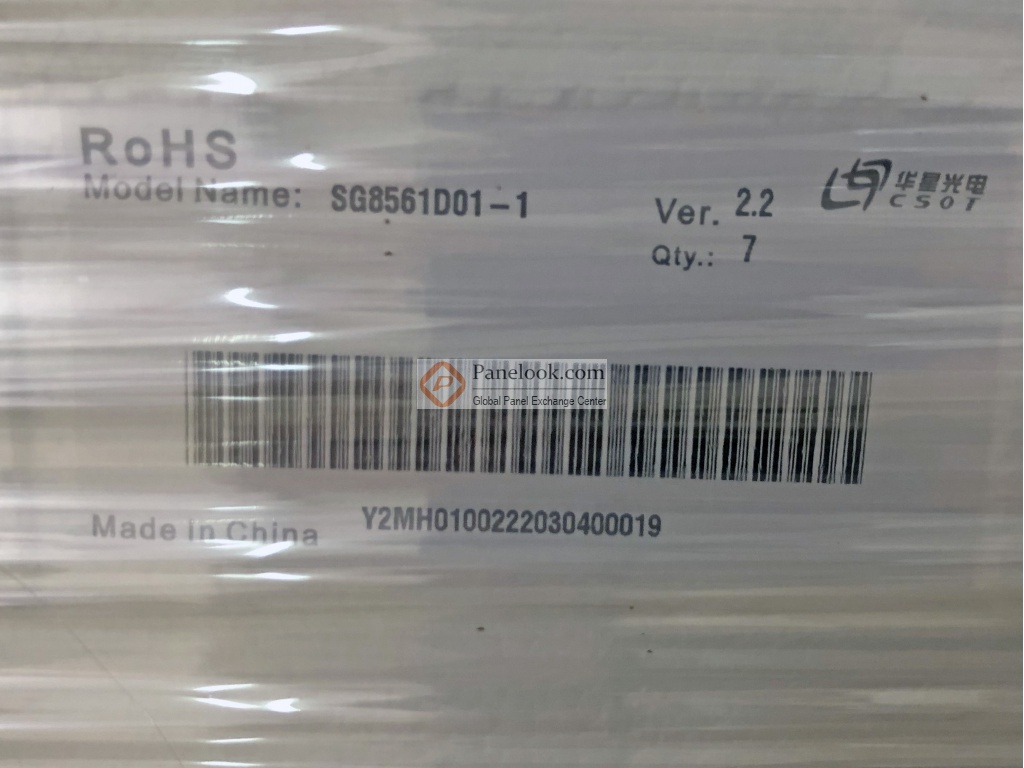 RoHS
Model Name: SG8561D01-1
Ver. 2.2
华星光电
CSOT
Qty.: 7
Panelook.com
Global Panel Exchange Center
Made in China
Y2MH0100222030400019